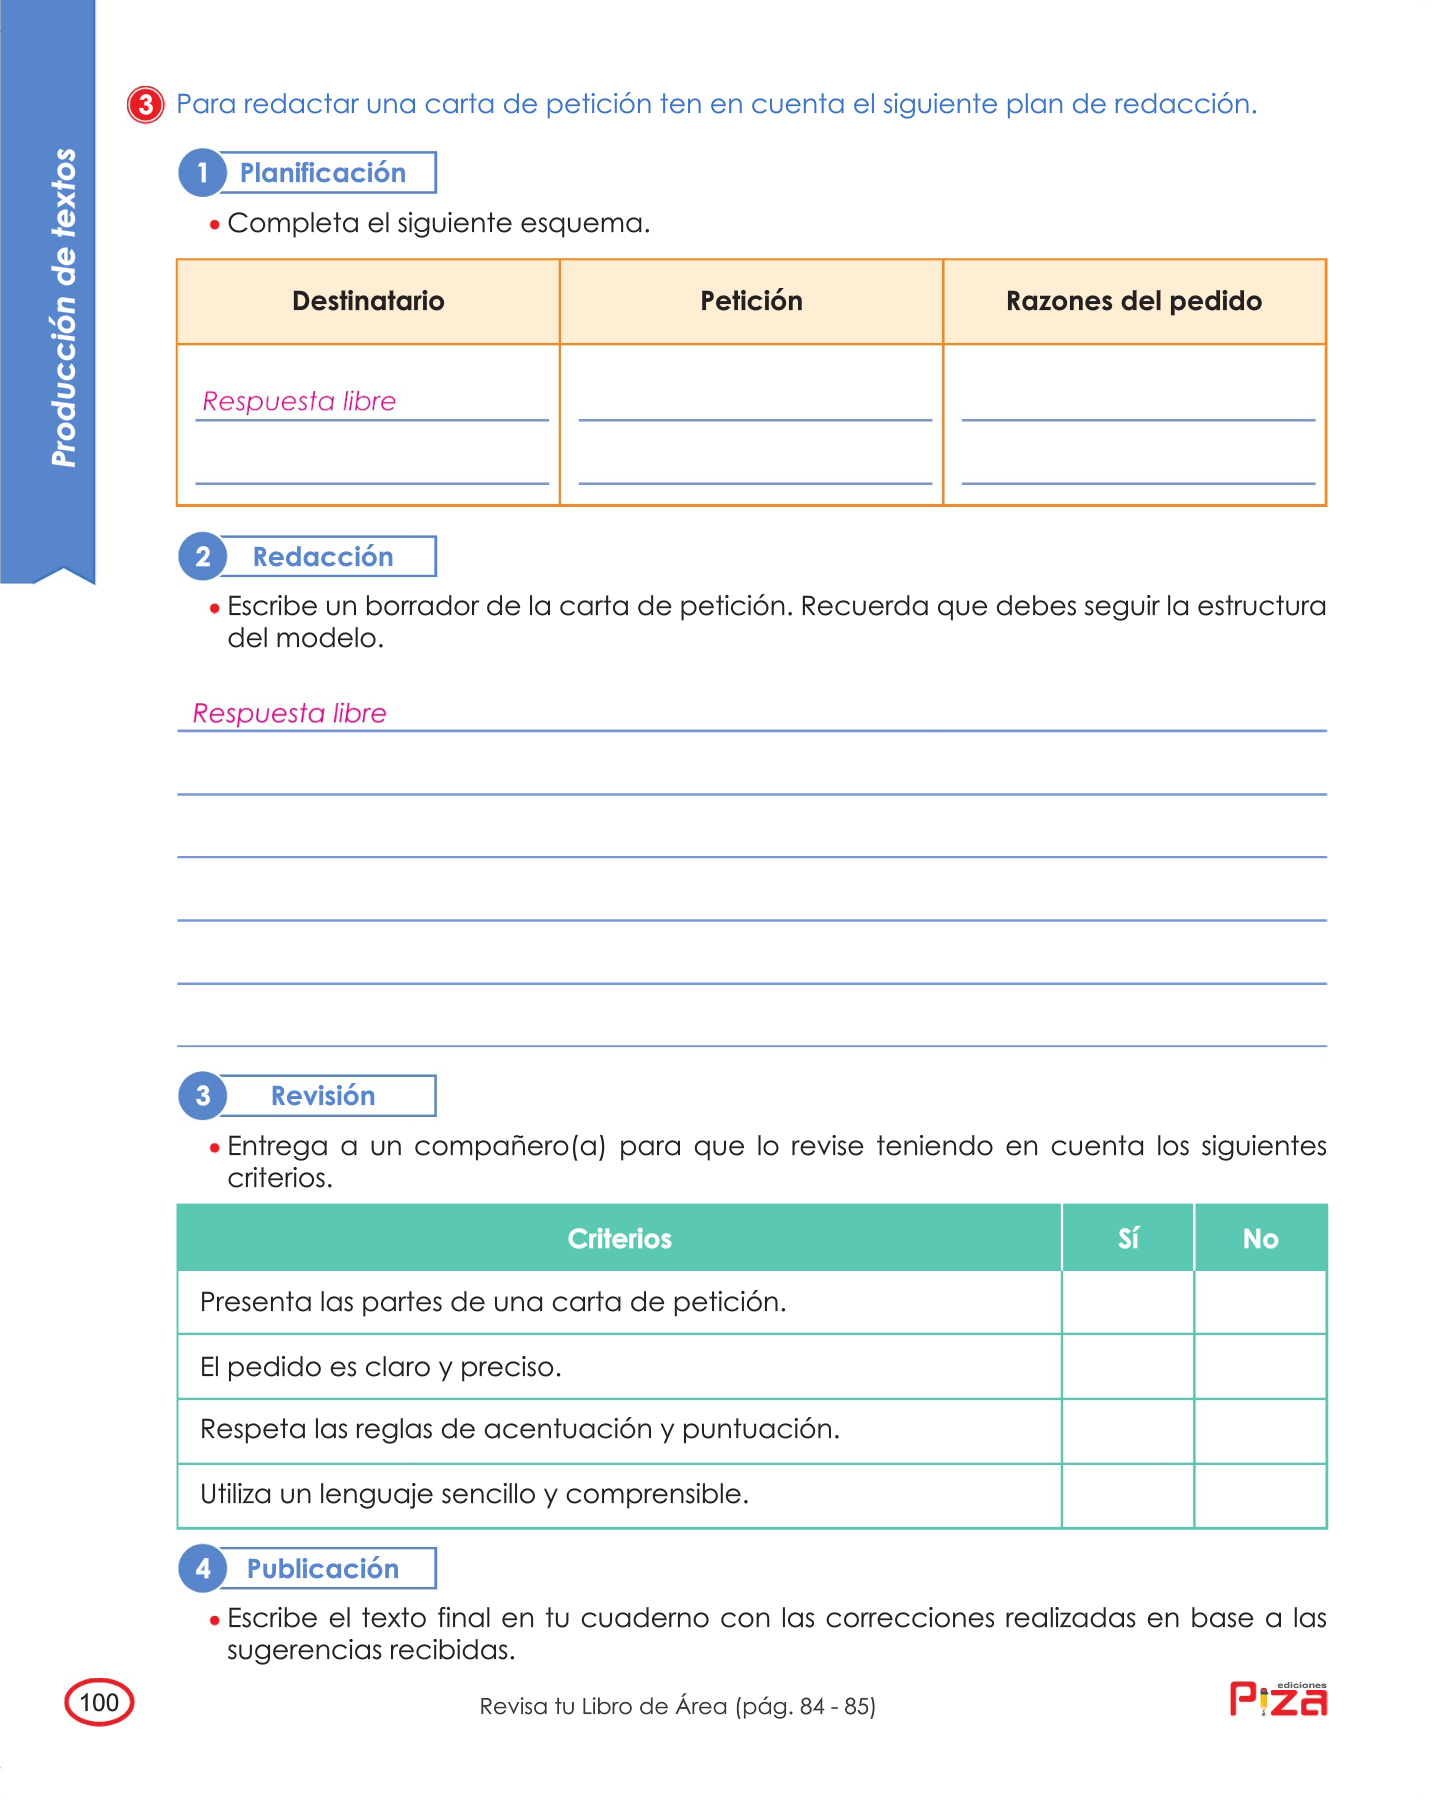 Producción de textos
3 Para redactar una carta de petición ten en cuenta el siguiente plan de redacción.
1 Planificación
• Completa el siguiente esquema.
Destinatario Petición Razones del pedido
Respuesta libre
2 Redacción
• Escribe un borrador de la carta de petición. Recuerda que debes seguir la estructura
del modelo.
Respuesta libre
3 Revisión
• Entrega a un compañero(a) para que lo revise teniendo en cuenta los siguientes
criterios.
Criterios Sí No
Presenta las partes de una carta de petición.
El pedido es claro y preciso.
Respeta las reglas de acentuación y puntuación.
Utiliza un lenguaje sencillo y comprensible.
4 Publicación
• Escribe el texto final en tu cuaderno con las correcciones realizadas en base a las
sugerencias recibidas.
100
Revisa tu Libro de Área (pág. 84 - 85)
ediciones
Piza